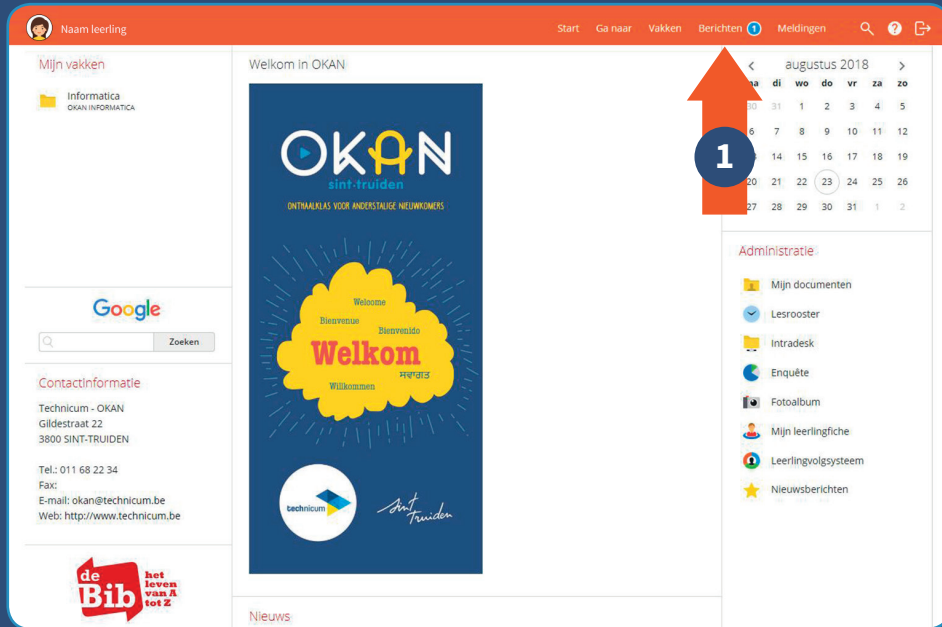 Naam leerling
Start Ga naar Vakken Berichten 1 Meldingen ?
Mijn vakken
Informatica
OKAN INFORMATICA
Google
Zoeken
Contactinformatie
Technicum - OKAN
Gildestraat 22
3800 SINT-TRUIDEN
Tel.: 011 68 22 34
Fax:
E-mail: okan@technicum.be
Web: http://www.technicum.be
de Bib
het
leven
van A
tot Z
Welkom in OKAN
OKAN
sint-truiden
ONTHAALKLAS VOOR ANDERSTALIGE NIEUWKOMERS
Welcome
Bienvenue
Bienvenido
Welkom
ਸਵਾਗਤ
Willkommen
technicum
Sint Truiden
Nieuws
1
< augustus 2018 >
di wo do vr za zo
31 1 2 3 4 5
6 7 8 9 10 11 12
14 15 16 17 18 19
20 21 22 23 24 25 26
27 28 29 30 31 1 2
Administratie
Mijn documenten
Lesrooster
Intradesk
Enquête
Fotoalbum
Mijn leerlingfiche
Leerlingvolgsysteem
Nieuwsberichten